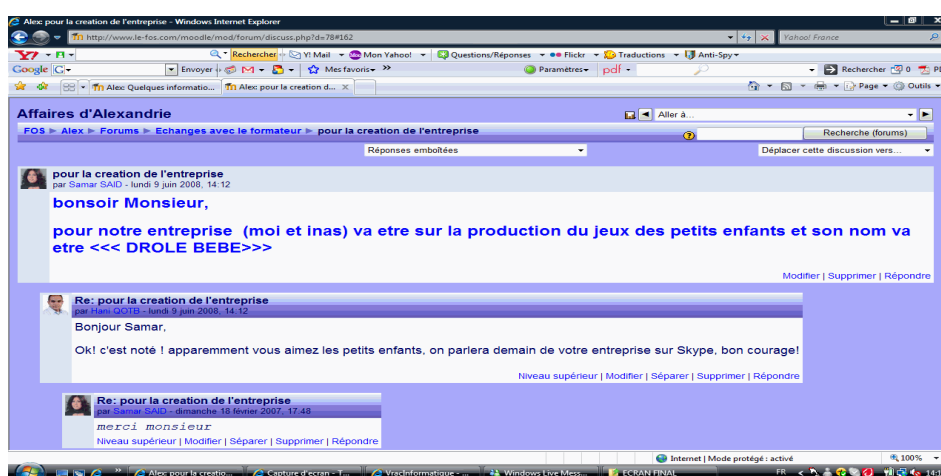 Alex pour la creation de l'entreprise - Windows Internet Explorer
http://www.le-fos.com/moodle/mod/forum/discuss.php?d=78#162
Yahoo! France
Y! Rechercher Y! Mail Mon Yahoo! Questions/Réponses Flickr Traductions Anti-Spy
Google Envoyer Mes favoris Paramètres pdf Rechercher
Alex: Quelques informatio... Alex: pour la creation d... Page Outils
Affaires d'Alexandrie
Aller à...
FOS ► Alex ► Forums ► Echanges avec le formateur ► pour la creation de l'entreprise
Recherche (forums)
Réponses emboîtées
Déplacer cette discussion vers...
pour la creation de l'entreprise
par Samar SAID - lundi 9 juin 2008, 14:12
bonsoir Monsieur,
pour notre entreprise (moi et inas) va etre sur la production du jeux des petits enfants et son nom va
etre <<< DROLE BEBE>>>
Modifier | Supprimer | Répondre
Re: pour la creation de l'entreprise
par Hani QOTB - lundi 9 juin 2008, 14:12
Bonjour Samar,
Ok! c'est noté ! apparemment vous aimez les petits enfants, on parlera demain de votre entreprise sur Skype, bon courage!
Niveau supérieur | Modifier | Séparer | Supprimer | Répondre
Re: pour la creation de l'entreprise
par Samar SAID - dimanche 18 février 2007, 17:48
merci monsieur
Niveau supérieur | Modifier | Séparer | Supprimer | Répondre
Internet | Mode protégé : activé
100%
Alex: pour la creatio... Capture d'ecran - T... VracInformatique - ... Windows Live Mess... ECRAN FINAL FR